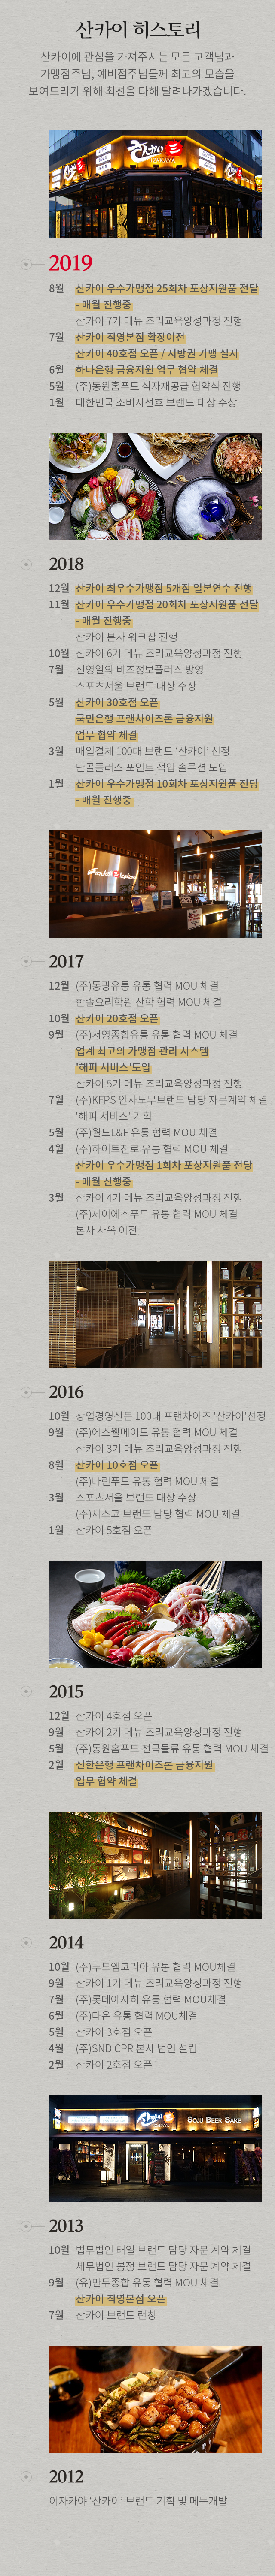 산카이 히스토리
산카이에 관심을 가져주시는 모든 고객님과
가맹점주님, 예비점주님들께 최고의 모습을
보여드리기 위해 최선을 다해 달려나가겠습니다.
2019
8월 산카이 우수가맹점 25회차 포상지원품 전달
- 매월 진행중
산카이 7기 메뉴 조리교육양성과정 진행
7월 산카이 직영본점 확장이전
산카이 40호점 오픈 / 지방권 가맹 실시
6월 하나은행 금융지원 업무 협약 체결
5월 (주)동원홈푸드 식자재공급 협약식 진행
1월 대한민국 소비자선호 브랜드 대상 수상
2018
12월 산카이 최우수가맹점 5개점 일본연수 진행
11월 산카이 우수가맹점 20회차 포상지원품 전달
- 매월 진행중
산카이 본사 워크샵 진행
10월 산카이 6기 메뉴 조리교육양성과정 진행
7월 신영일의 비즈정보플러스 방영
스포츠서울 브랜드 대상 수상
5월 산카이 30호점 오픈
국민은행 프랜차이즈론 금융지원
업무 협약 체결
3월 매일결제 100대 브랜드 '산카이' 선정
단골플러스 포인트 적입 솔루션 도입
1월 산카이 우수가맹점 10회차 포상지원품 전달
- 매월 진행중
2017
12월 (주)동광유통 유통 협력 MOU 체결
한솔요리학원 산학 협력 MOU 체결
10월 산카이 20호점 오픈
9월 (주)서영종합유통 유통 협력 MOU 체결
업계 최고의 가맹점 관리 시스템
'해피 서비스'도입
산카이 5기 메뉴 조리교육양성과정 진행
7월 (주)KFPS 인사노무브랜드 담당 자문계약 체결
'해피 서비스' 기획
5월 (주)월드L&F 유통 협력 MOU 체결
4월 (주)하이트진로 유통 협력 MOU 체결
산카이 우수가맹점 1회차 포상지원품 전당
- 매월 진행중
3월 산카이 4기 메뉴 조리교육양성과정 진행
(주)제이에스푸드 유통 협력 MOU 체결
본사 사옥 이전
2016
10월 창업경영신문 100대 프랜차이즈 '산카이'선정
9월 (주)에스웰메이드 유통 협력 MOU 체결
산카이 3기 메뉴 조리교육양성과정 진행
8월 산카이 10호점 오픈
(주)나린푸드 유통 협력 MOU 체결
3월 스포츠서울 브랜드 대상 수상
(주)세스코 브랜드 담당 협력 MOU 체결
1월 산카이 5호점 오픈
2015
12월 산카이 4호점 오픈
9월 산카이 2기 메뉴 조리교육양성과정 진행
5월 (주)동원홈푸드 전국물류 유통 협력 MOU 체결
2월 신한은행 프랜차이즈론 금융지원
업무 협약 체결
2014
10월 (주)푸드엠코리아 유통 협력 MOU체결
9월 산카이 1기 메뉴 조리교육양성과정 진행
7월 (주)롯데아사히 유통 협력 MOU체결
6월 (주)다온 유통 협력 MOU체결
5월 산카이 3호점 오픈
4월 (주)SND CPR 본사 법인 설립
2월 산카이 2호점 오픈
SOJU BEER SAKE
2013
10월 법무법인 태일 브랜드 담당 자문 계약 체결
세무법인 봉정 브랜드 담당 자문 계약 체결
9월 (유)만두종합 유통 협력 MOU 체결
산카이 직영본점 오픈
7월 산카이 브랜드 런칭
2012
이자카야 '산카이' 브랜드 기획 및 메뉴개발